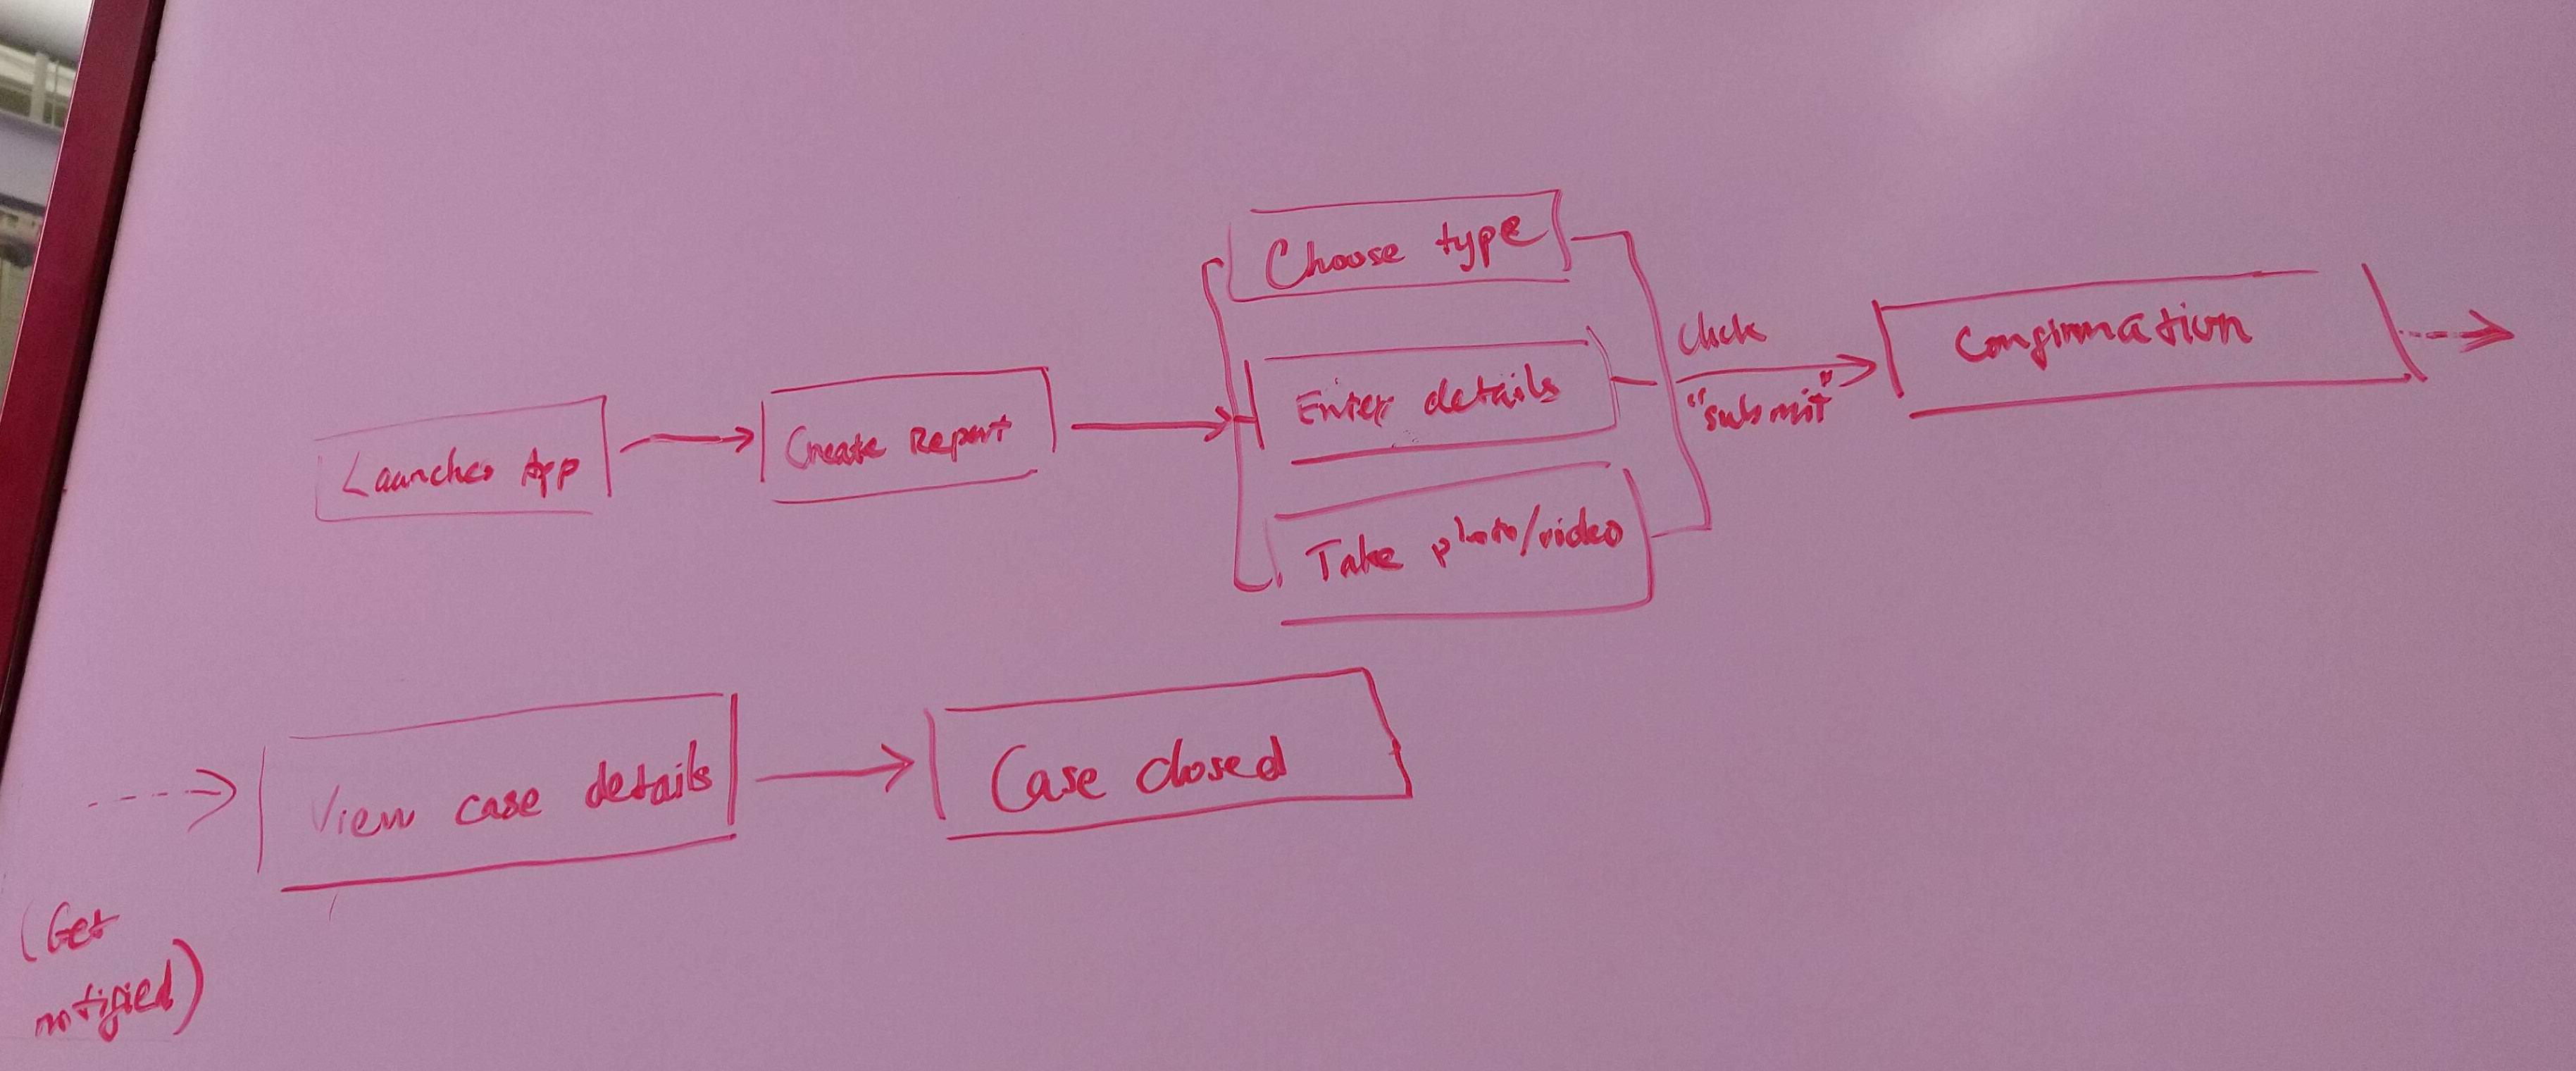 Launches App
Create Report
Choose type
Enter details
Take photo/video
Click
"submit"
Confirmation
View case details
Case closed
(Get
notified)